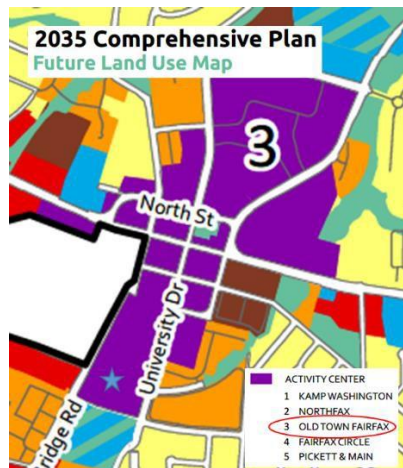 2035 Comprehensive Plan
Future Land Use Map
3
North St
University Dr
Bridge Rd
ACTIVITY CENTER
1 KAMP WASHINGTON
2 NORTHFAX
3 OLD TOWN FAIRFAX
4 FAIRFAX CIRCLE
5 PICKETT & MAIN